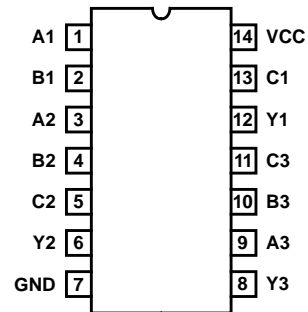 A1 1 14 VCC
B1 2 13 C1
A2 3 12 Y1
B2 4 11 C3
C2 5 10 B3
Y2 6 9 A3
GND 7 8 Y3